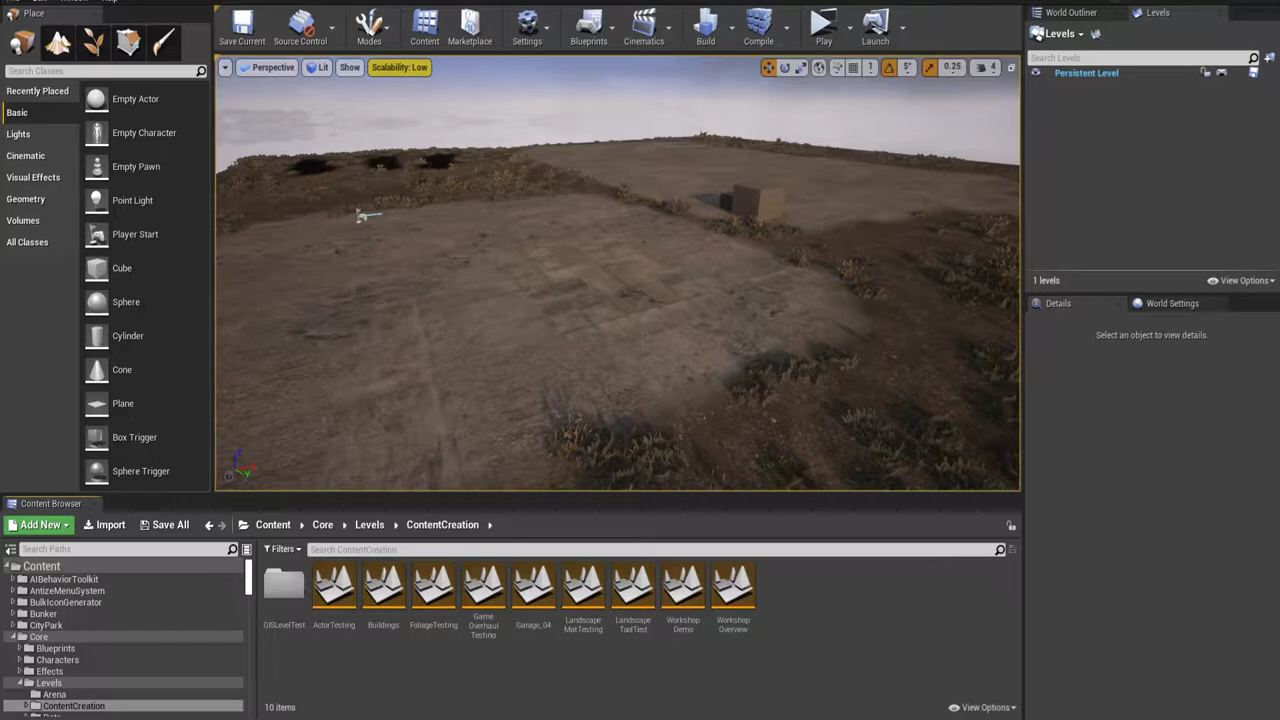 Place
World Outliner
Levels
Save Current
Source Control
Modes
Content
Marketplace
Settings
Blueprints
Cinematics
Build
Compile
Play
Launch
Levels
Search Classes
Perspective
Lit
Show
Scalability: Low
1
5°
0.25
4
Search Levels
Persistent Level
Recently Placed
Basic
Lights
Cinematic
Visual Effects
Geometry
Volumes
All Classes
Empty Actor
Empty Character
Empty Pawn
Point Light
Player Start
Cube
Sphere
Cylinder
Cone
Plane
Box Trigger
Sphere Trigger
1 levels
View Options
Details
World Settings
Select an object to view details.
Content Browser
Add New
Import
Save All
Content
Core
Levels
ContentCreation
Search Paths
Filters
Search ContentCreation
Content
AIBehaviorToolkit
AntizeMenuSystem
BulkIconGenerator
Bunker
CityPark
Core
Blueprints
Characters
Effects
Levels
Arena
ContentCreation
GISLevelTest
ActorTesting
Buildings
FoliageTesting
Game
Overhaul
Testing
Garage_04
Landscape
MatTesting
Landscape
ToolTest
Workshop
Demo
Workshop
Overview
10 items
View Options